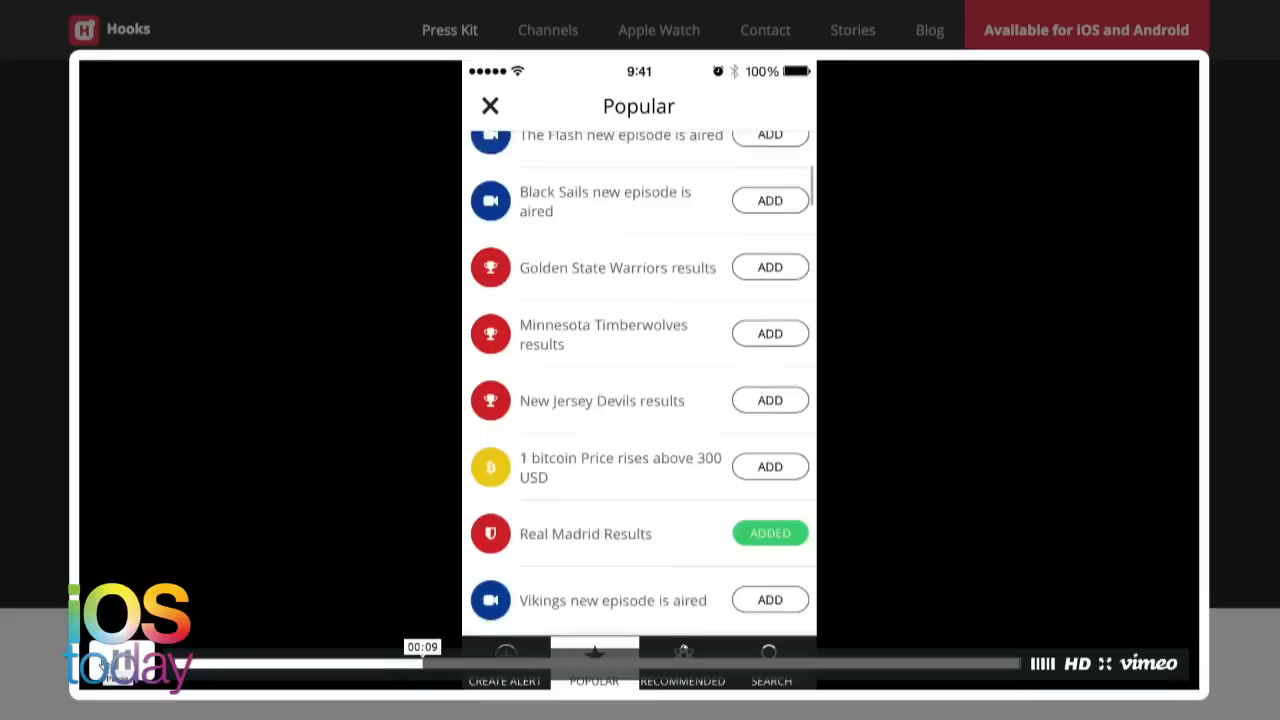 Hooks
Press Kit
Channels
Apple Watch
Contact
Stories
Blog
Available for iOS and Android
9:41
100%
Popular
The Flash new episode is aired
ADD
Black Sails new episode is
aired
ADD
Golden State Warriors results
ADD
Minnesota Timberwolves
results
ADD
New Jersey Devils results
ADD
1 bitcoin Price rises above 300
USD
ADD
Real Madrid Results
ADDED
Vikings new episode is aired
ADD
iOS
today
00:09
HD
vimeo
CREATE ALERT
POPULAR
RECOMMENDED
SEARCH